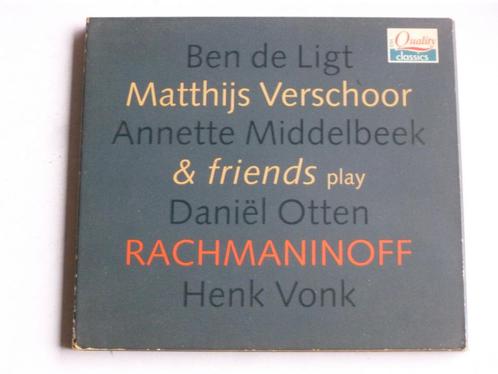 Quality
classics
Ben de Ligt
Matthijs Verschoor
Annette Middelbeek
& friends play
Daniël Otten
RACHMANINOFF
Henk Vonk